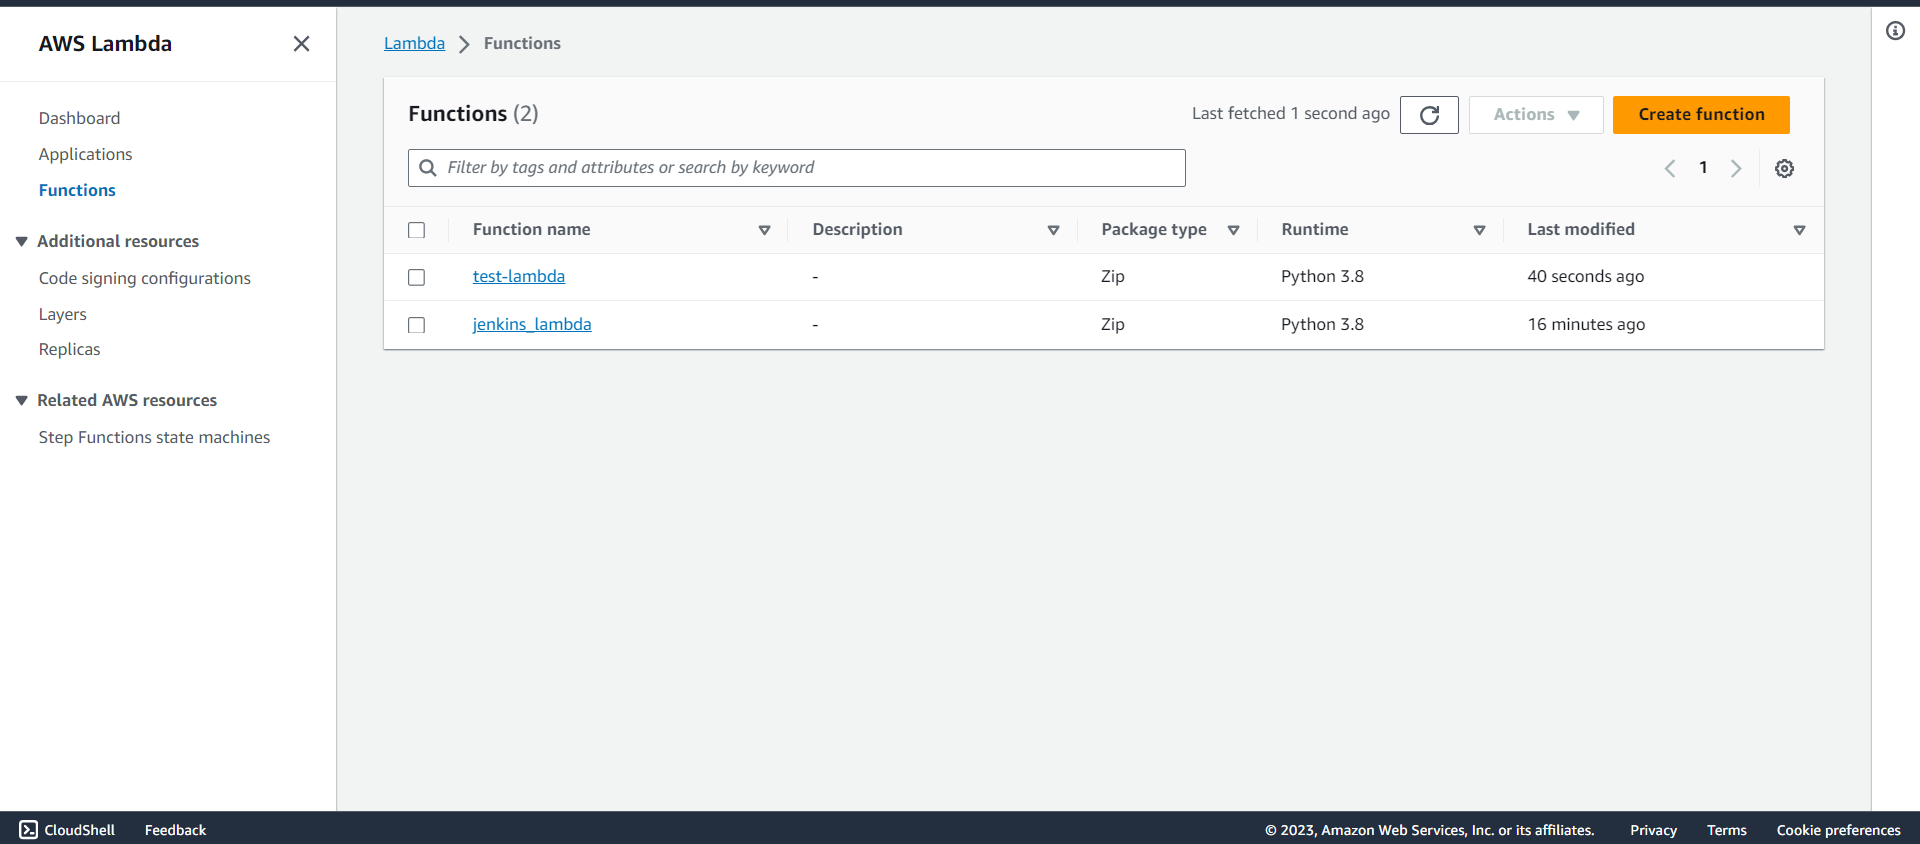 AWS Lambda
Dashboard
Applications
Functions
Additional resources
Code signing configurations
Layers
Replicas
Related AWS resources
Step Functions state machines
Lambda Functions
Functions (2)
Last fetched 1 second ago
Actions
Create function
Filter by tags and attributes or search by keyword
1
Function name Description Package type Runtime Last modified
test-lambda - Zip Python 3.8 40 seconds ago
jenkins_lambda - Zip Python 3.8 16 minutes ago
CloudShell Feedback © 2023, Amazon Web Services, Inc. or its affiliates. Privacy Terms Cookie preferences